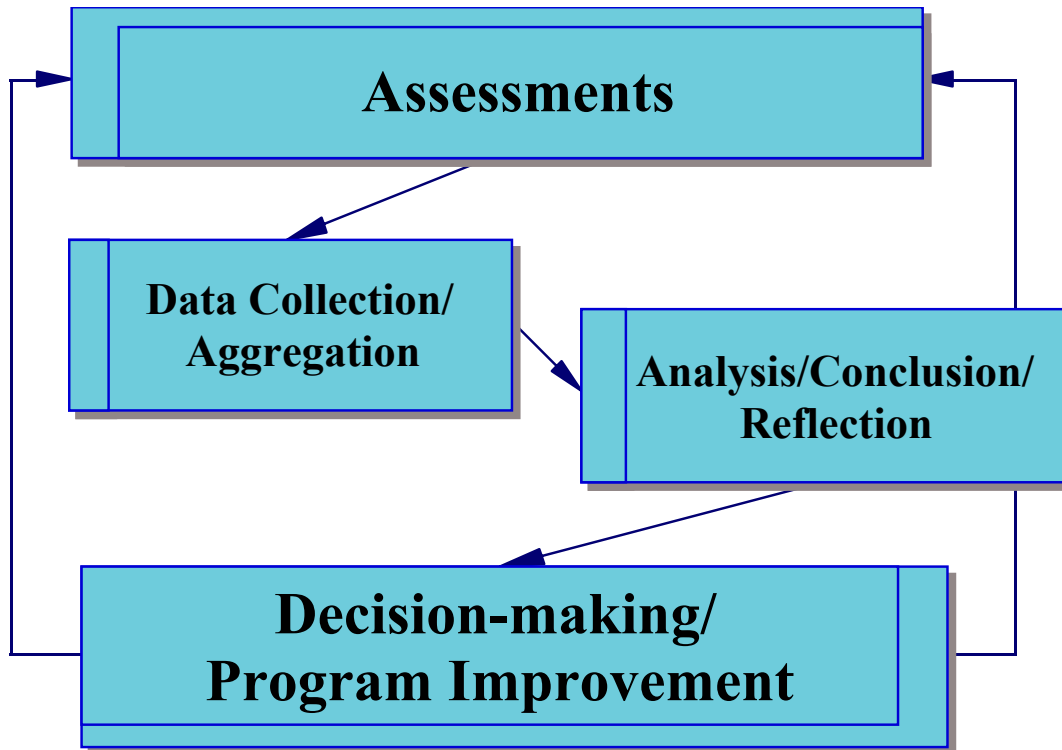 Assessments
Data Collection/
Aggregation
Analysis/Conclusion/
Reflection
Decision-making/
Program Improvement